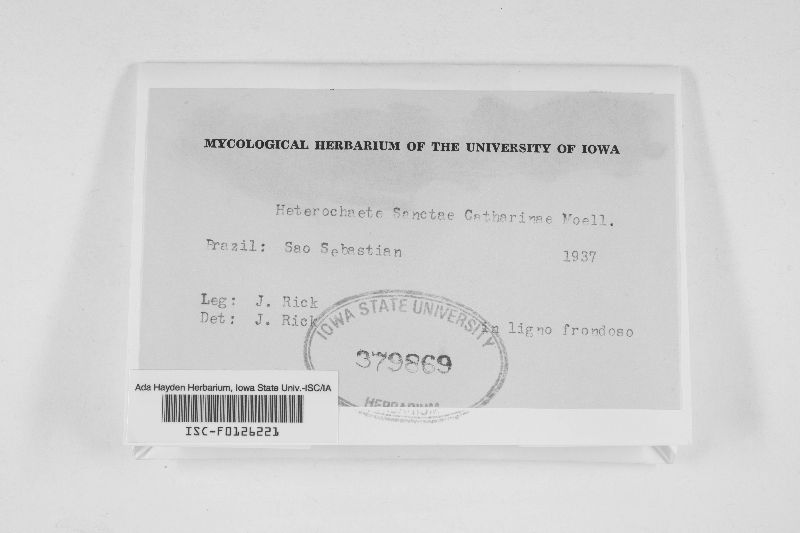 MYCOLOGICAL HERBARIUM OF THE UNIVERSITY OF IOWA
Heterochaete Sanctae Catharinae Moell.
Brazil: Sao Sebastian 1937
Leg: J. Rick
Det: J. Rick in ligno frondoso
IOWA STATE UNIVERSITY
379869
HERBARIUM
Ada Hayden Herbarium, Iowa State Univ.-ISC/IA
ISC-F0126221